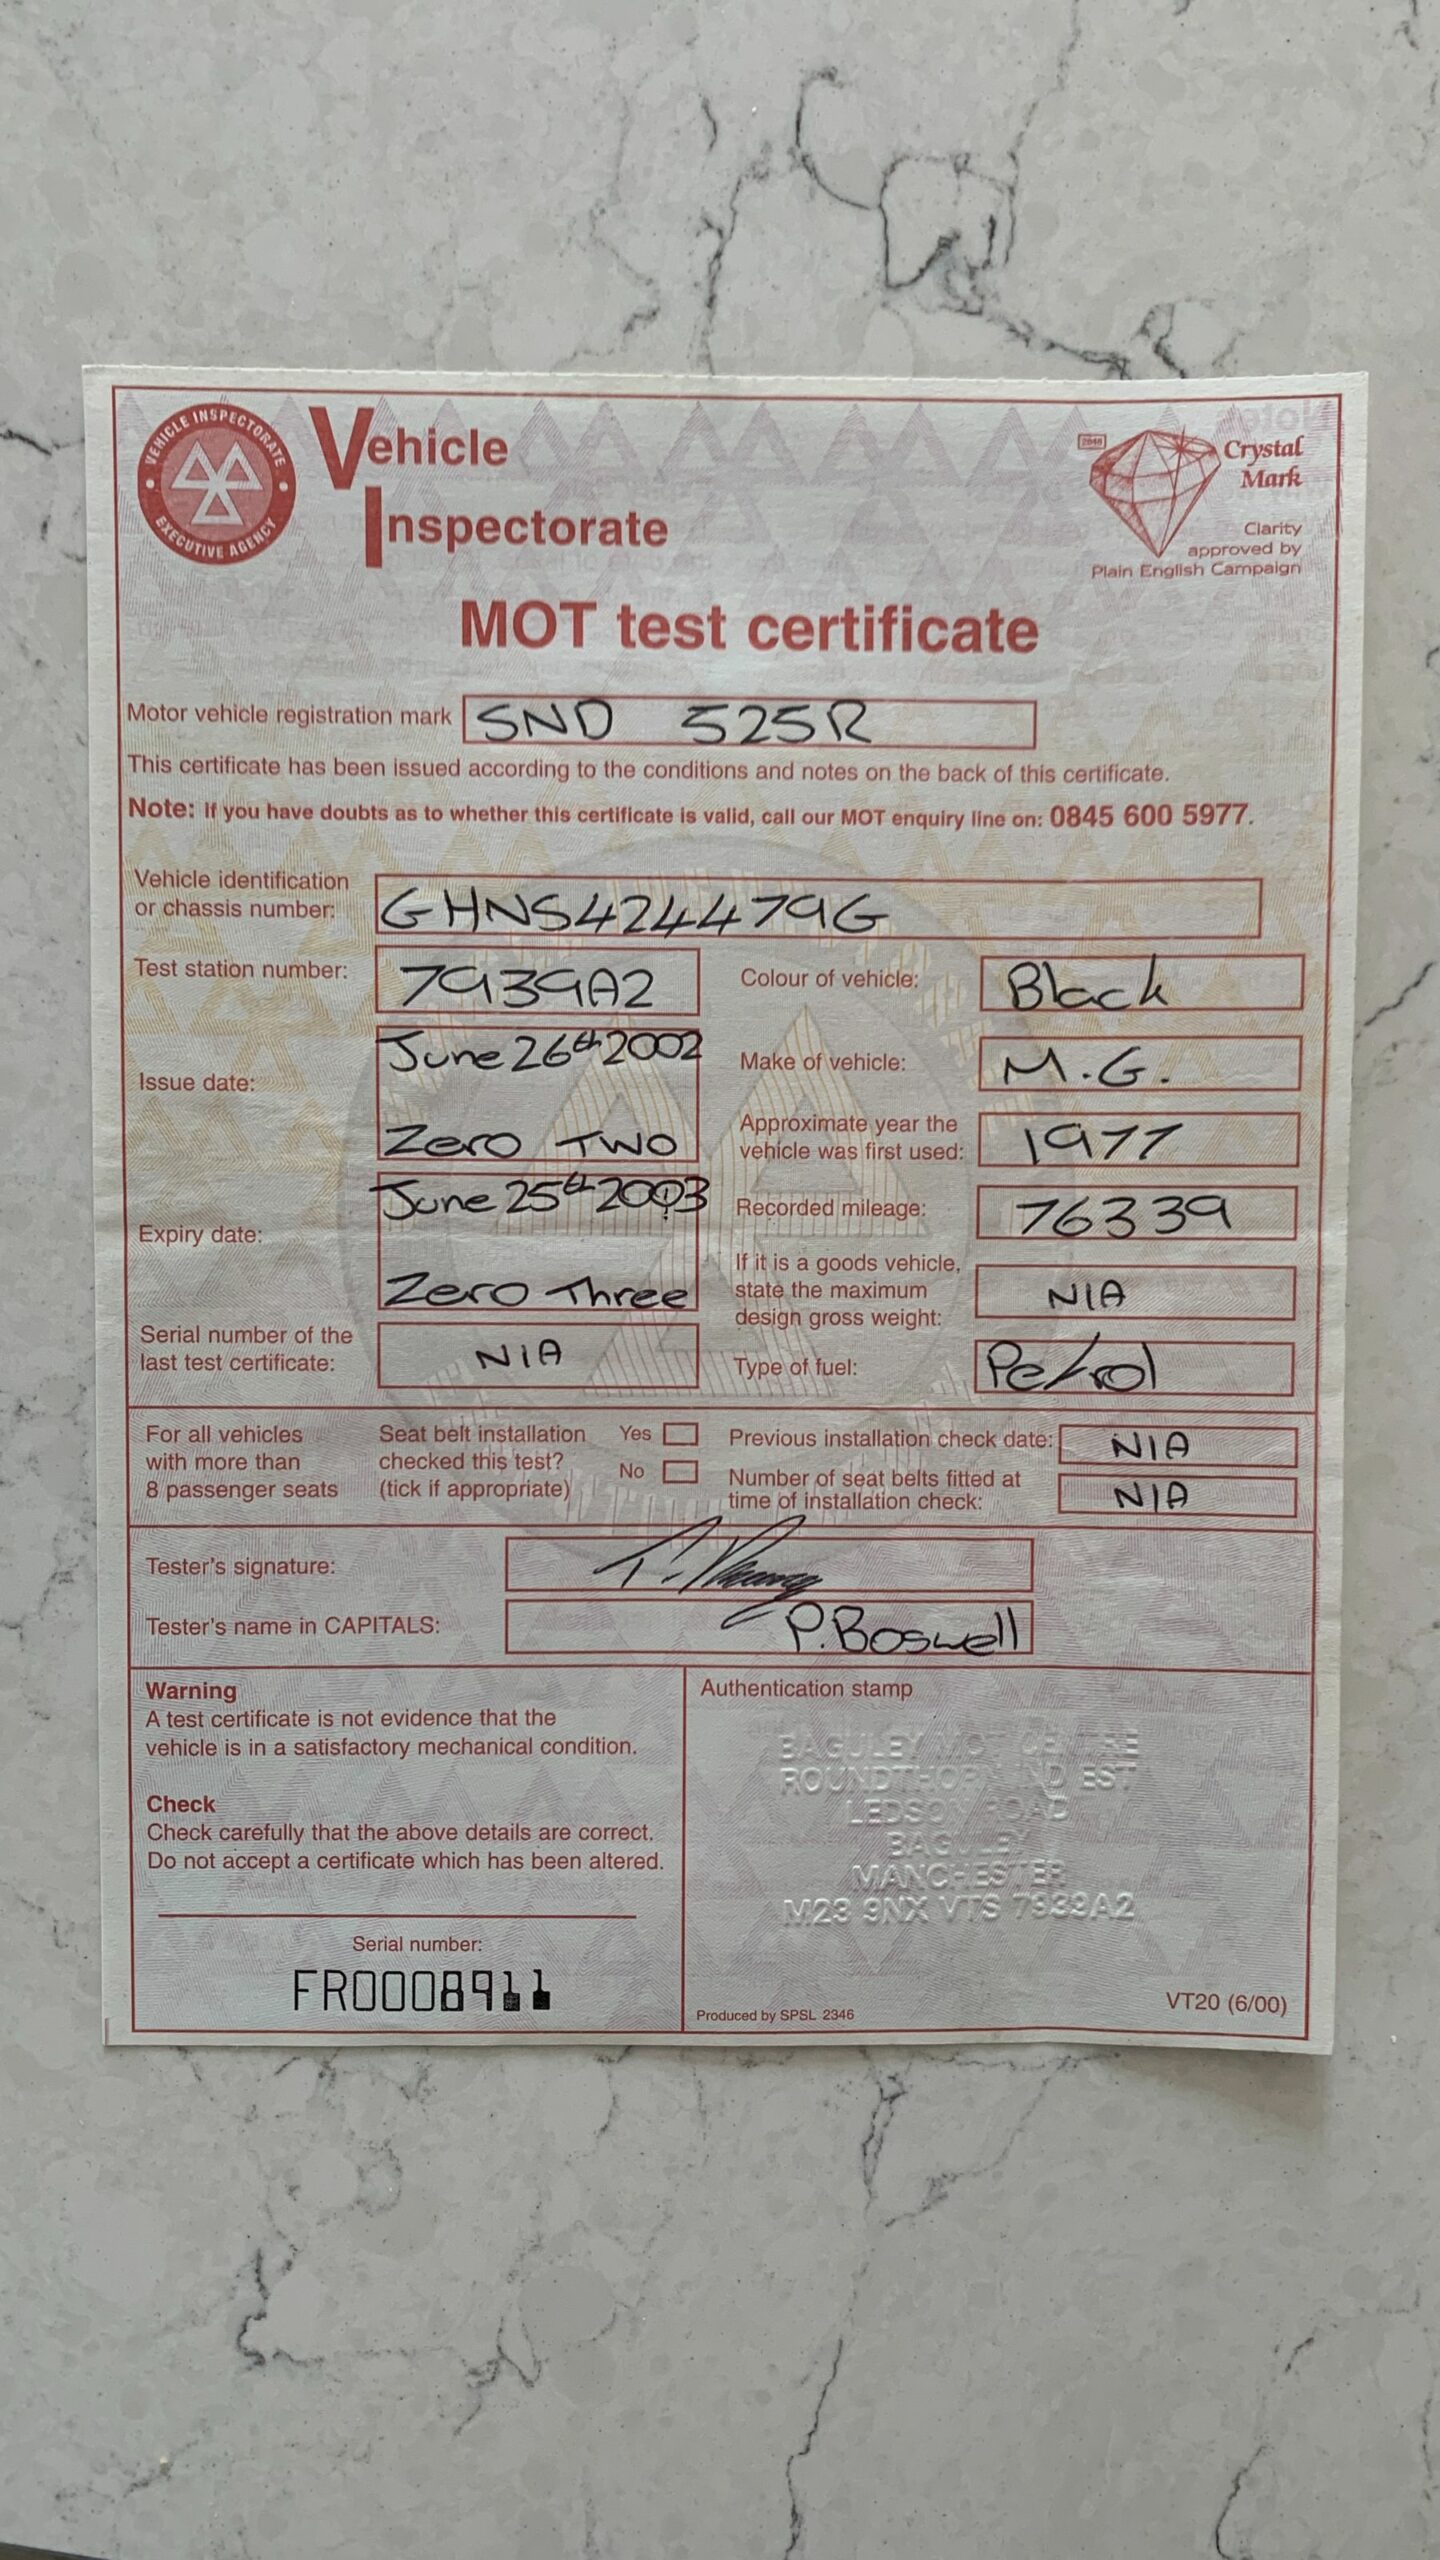 VEHICLE INSPECTORATE
EXECUTIVE AGENCY
Vehicle
Inspectorate
2848
Crystal
Mark
Clarity
approved by
Plain English Campaign
MOT test certificate
Motor vehicle registration mark SND 525R
This certificate has been issued according to the conditions and notes on the back of this certificate.
Note: If you have doubts as to whether this certificate is valid, call our MOT enquiry line on: 0845 600 5977.
Vehicle identification
or chassis number: GHN5424479G
Test station number: 7939A2
Colour of vehicle: Black
Issue date: June 26th 2002
Zero Two
Make of vehicle: M.G.
Approximate year the
vehicle was first used: 1977
Expiry date: June 25th 2003
Zero Three
Recorded mileage: 76339
If it is a goods vehicle,
state the maximum
design gross weight: N/A
Serial number of the
last test certificate: N/A
Type of fuel: Petrol
For all vehicles
with more than
8 passenger seats
Seat belt installation
checked this test?
(tick if appropriate)
Yes
No
Previous installation check date: N/A
Number of seat belts fitted at
time of installation check: N/A
Tester's signature:
Tester's name in CAPITALS: P. Boswell
Warning
A test certificate is not evidence that the
vehicle is in a satisfactory mechanical condition.
Check
Check carefully that the above details are correct.
Do not accept a certificate which has been altered.
Serial number:
FR0008911
Authentication stamp
BAGULEY MOT CENTRE
ROUNDTHORN IND EST
LEDSON ROAD
BAGULEY
MANCHESTER
M23 9NX VTS 7939A2
Produced by SPSL 2346
VT20 (6/00)